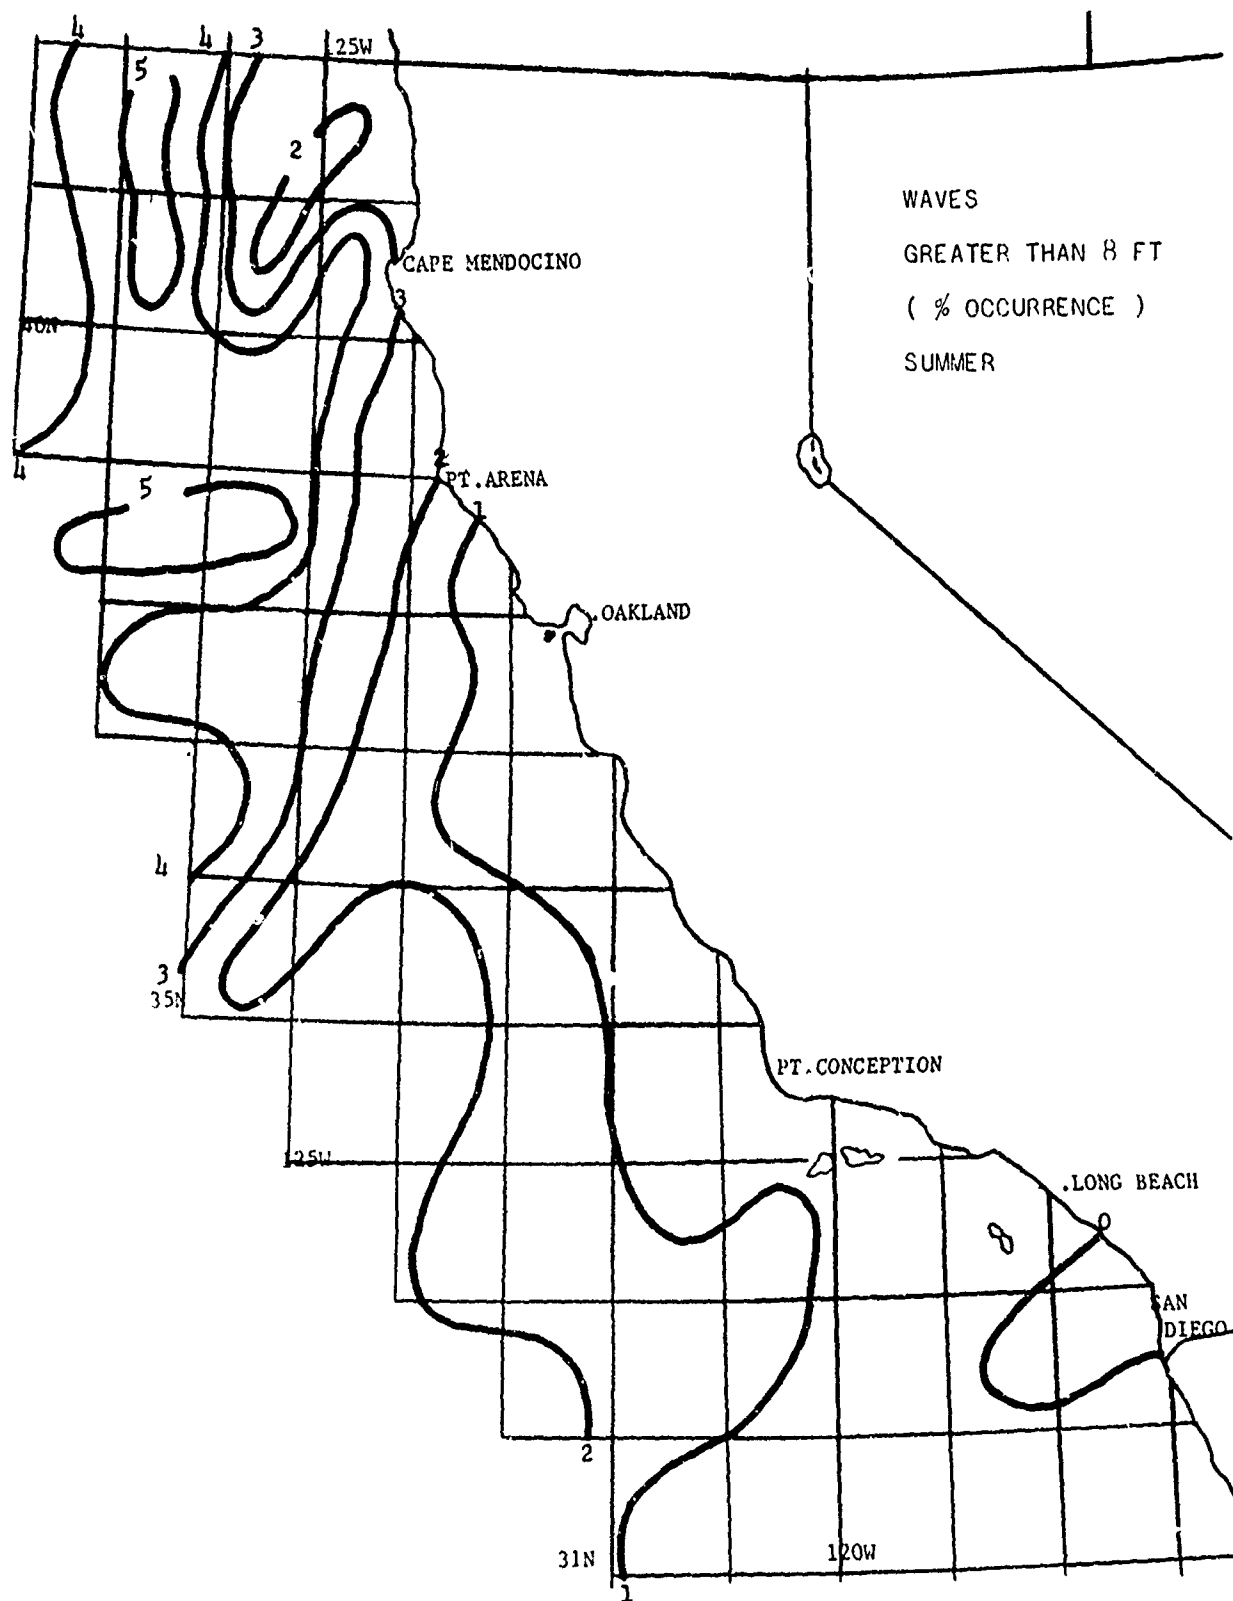 4
4
3
5
125W
2
WAVES
GREATER THAN 8 FT
( % OCCURRENCE )
SUMMER
CAPE MENDOCINO
3
40N
4
2
PT.ARENA
5
1
.OAKLAND
4
3
35N
PT.CONCEPTION
125W
.LONG BEACH
0
SAN
DIEGO
2
31N
120W
1